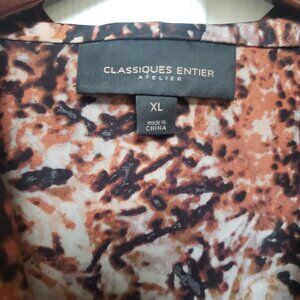 CLASSIQUES ENTIER
ATELIER
XL
made in
CHINA